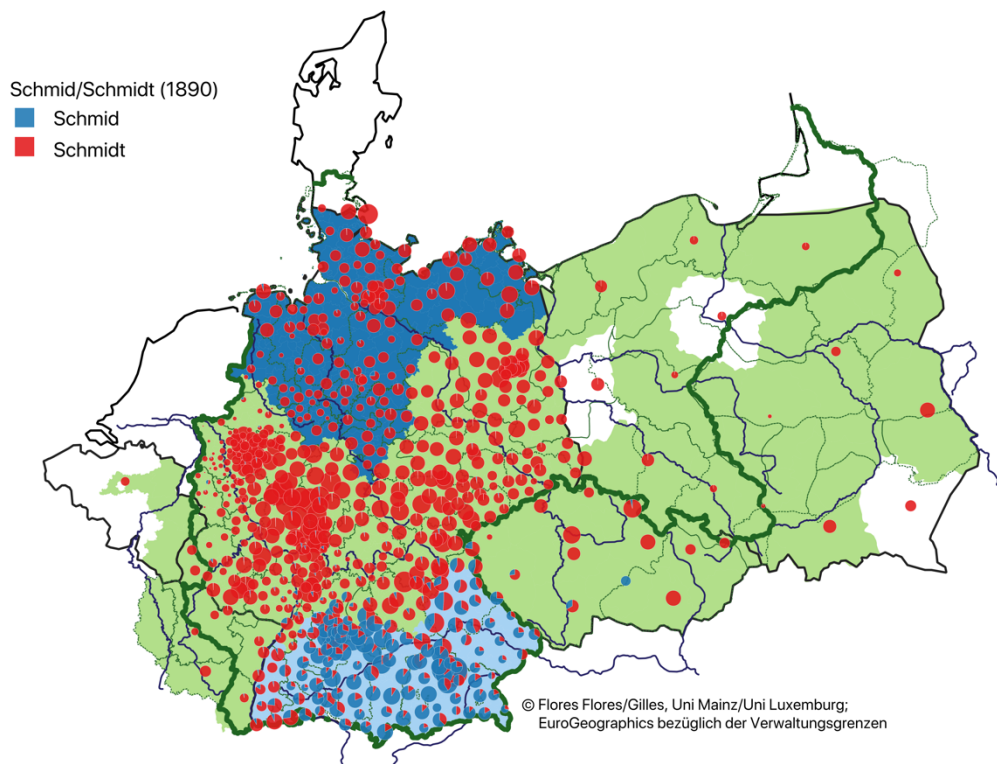 Schmid/Schmidt (1890)
Schmid
Schmidt
© Flores Flores/Gilles, Uni Mainz/Uni Luxemburg;
EuroGeographics bezüglich der Verwaltungsgrenzen